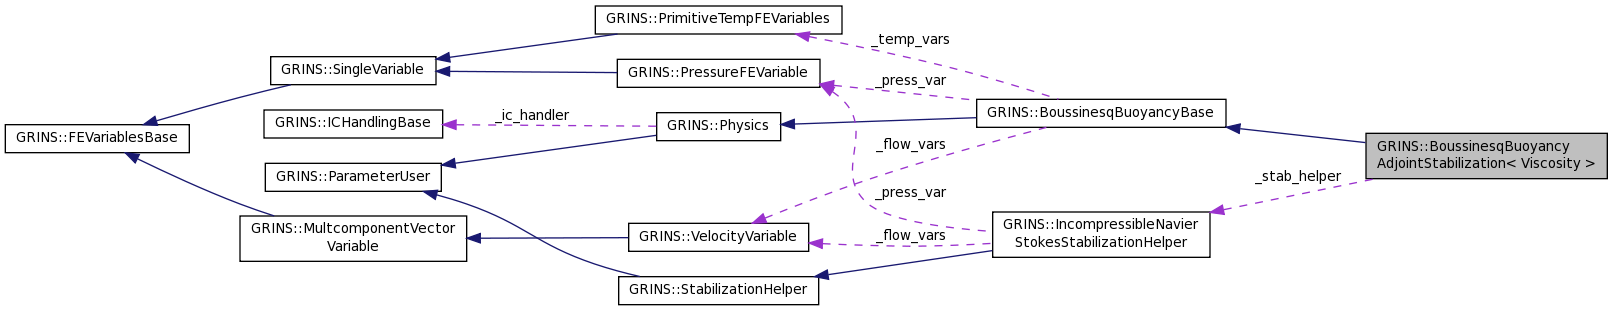 GRINS::PrimitiveTempFEVariables
_temp_vars
GRINS::SingleVariable
GRINS::PressureFEVariable
_press_var
GRINS::BoussinesqBuoyancyBase
GRINS::ICHandlingBase
_ic_handler
GRINS::Physics
GRINS::FEVariablesBase
_flow_vars
GRINS::BoussinesqBuoyancy
AdjointStabilization< Viscosity >
GRINS::ParameterUser
_stab_helper
_press_var
GRINS::MultcomponentVector
Variable
GRINS::VelocityVariable
_flow_vars
GRINS::IncompressibleNavier
StokesStabilizationHelper
GRINS::StabilizationHelper